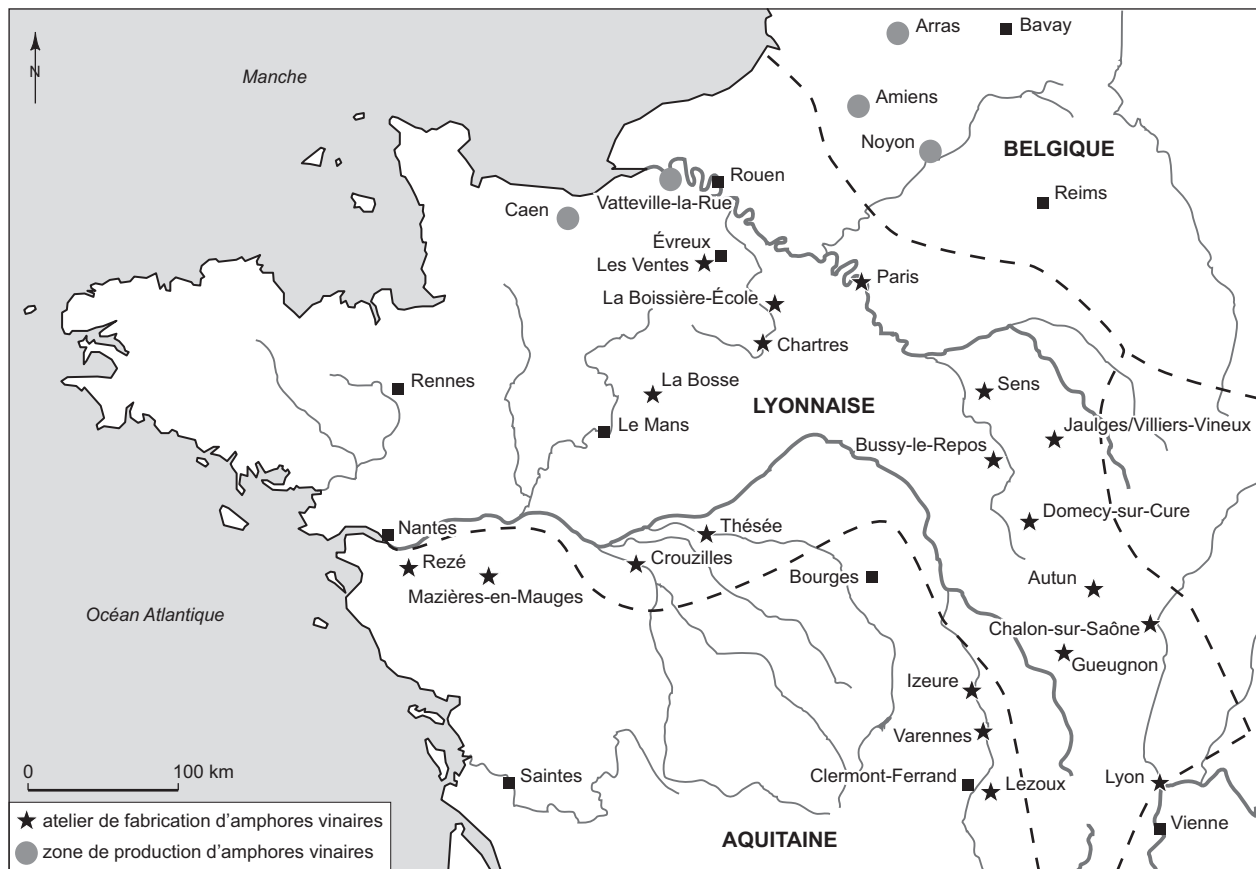 Arras
Bavay
N
Manche
Amiens
Noyon
BELGIQUE
Rouen
Reims
Vatteville-la-Rue
Caen
Évreux
Les Ventes
Paris
La Boissière-École
Chartres
Rennes
La Bosse
Sens
LYONNAISE
Le Mans
Jaulges/Villiers-Vineux
Bussy-le-Repos
Domecy-sur-Cure
Nantes
Thésée
Rezé
Crouzilles
Bourges
Autun
Mazières-en-Mauges
Océan Atlantique
Chalon-sur-Saône
Gueugnon
Izeure
Varennes
0 100 km
Saintes
Clermont-Ferrand
Lezoux
Lyon
atelier de fabrication d'amphores vinaires
Vienne
AQUITAINE
zone de production d'amphores vinaires